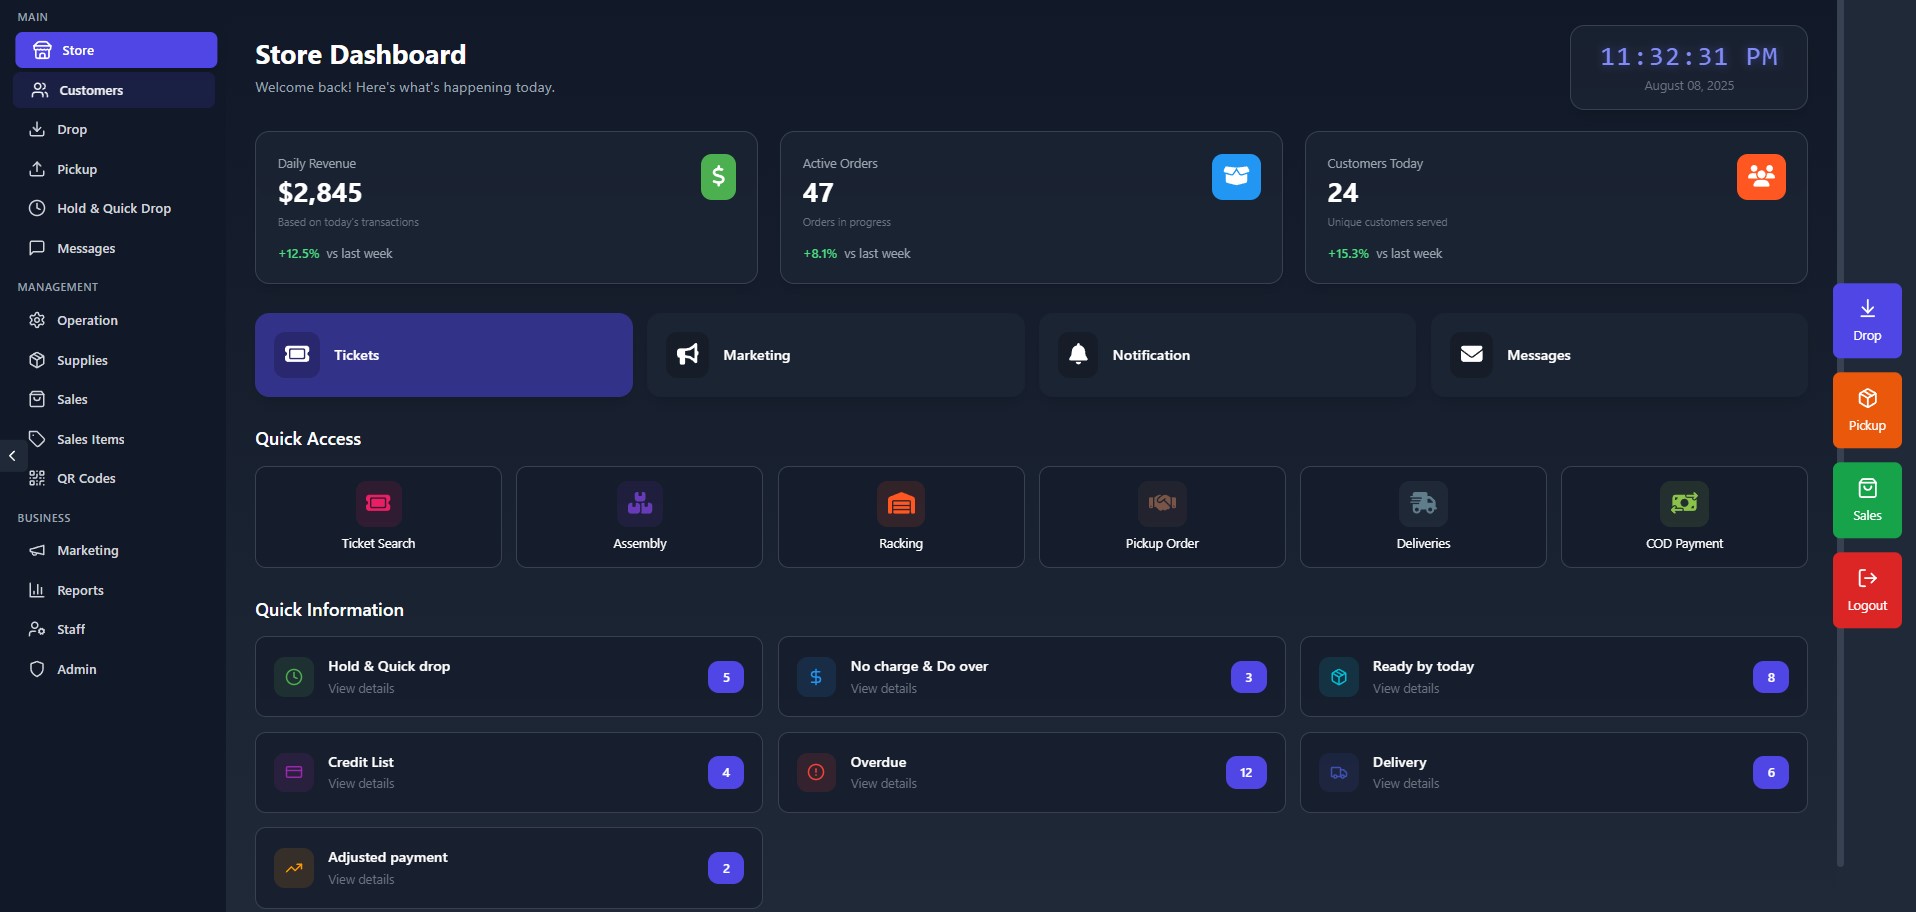 MAIN
Store
Customers
Drop
Pickup
Hold & Quick Drop
Messages
MANAGEMENT
Operation
Supplies
Sales
Sales Items
QR Codes
BUSINESS
Marketing
Reports
Staff
Admin
Store Dashboard
Welcome back! Here's what's happening today.
11:32:31 PM
August 08, 2025
Daily Revenue
$2,845
Based on today's transactions
+12.5% vs last week
Active Orders
47
Orders in progress
+8.1% vs last week
Customers Today
24
Unique customers served
+15.3% vs last week
Tickets
Marketing
Notification
Messages
Quick Access
Ticket Search
Assembly
Racking
Pickup Order
Deliveries
COD Payment
Quick Information
Hold & Quick drop
View details
5
No charge & Do over
View details
3
Ready by today
View details
8
Credit List
View details
4
Overdue
View details
12
Delivery
View details
6
Adjusted payment
View details
2
Drop
Pickup
Sales
Logout